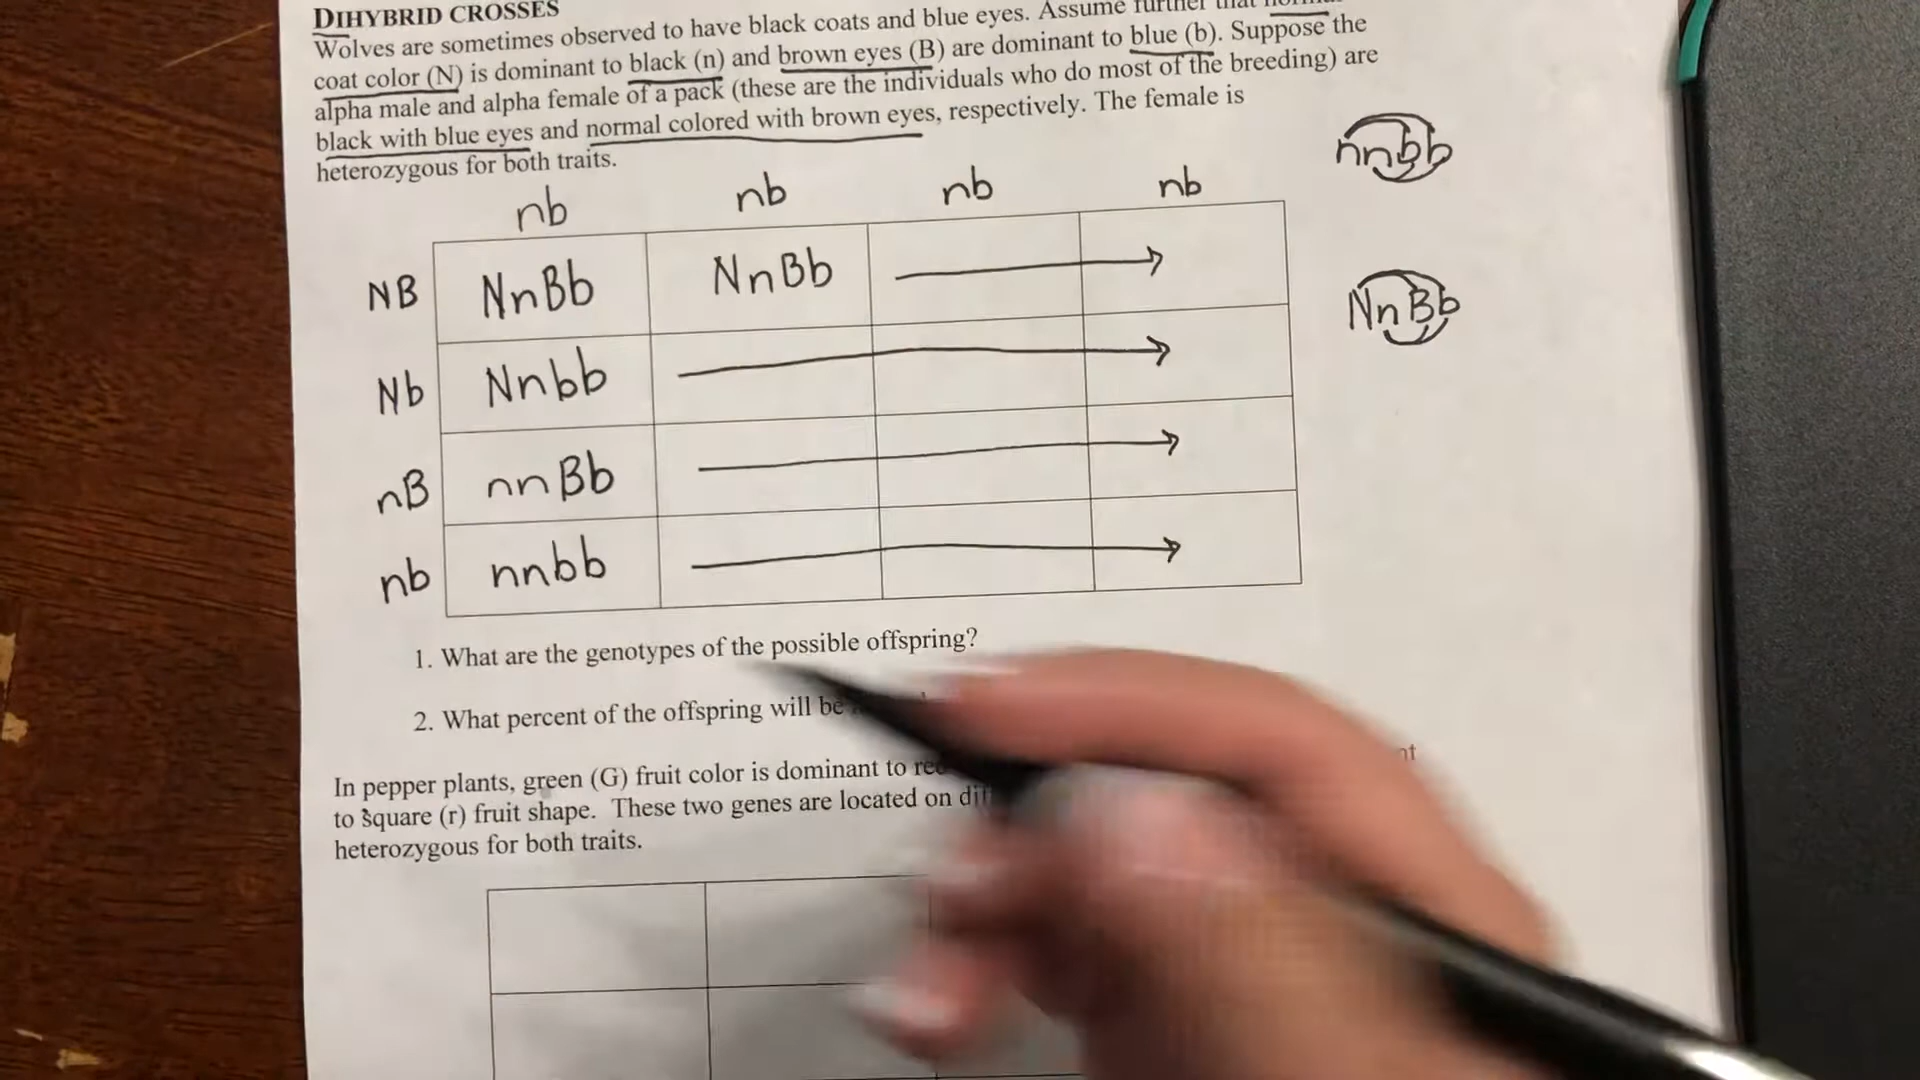 DIHYBRID CROSSES
Wolves are sometimes observed to have black coats and blue eyes. Assume further that
coat color (N) is dominant to black (n) and brown eyes (B) are dominant to blue (b). Suppose the
alpha male and alpha female of a pack (these are the individuals who do most of the breeding) are
black with blue eyes and normal colored with brown eyes, respectively. The female is
heterozygous for both traits.
nnbb
nb nb nb nb
NB NnBb NnBb
NnBb
Nb Nnbb
nB nnBb
nb nnbb
1. What are the genotypes of the possible offspring?
2. What percent of the offspring will be
In pepper plants, green (G) fruit color is dominant to
to square (r) fruit shape. These two genes are located on
heterozygous for both traits.